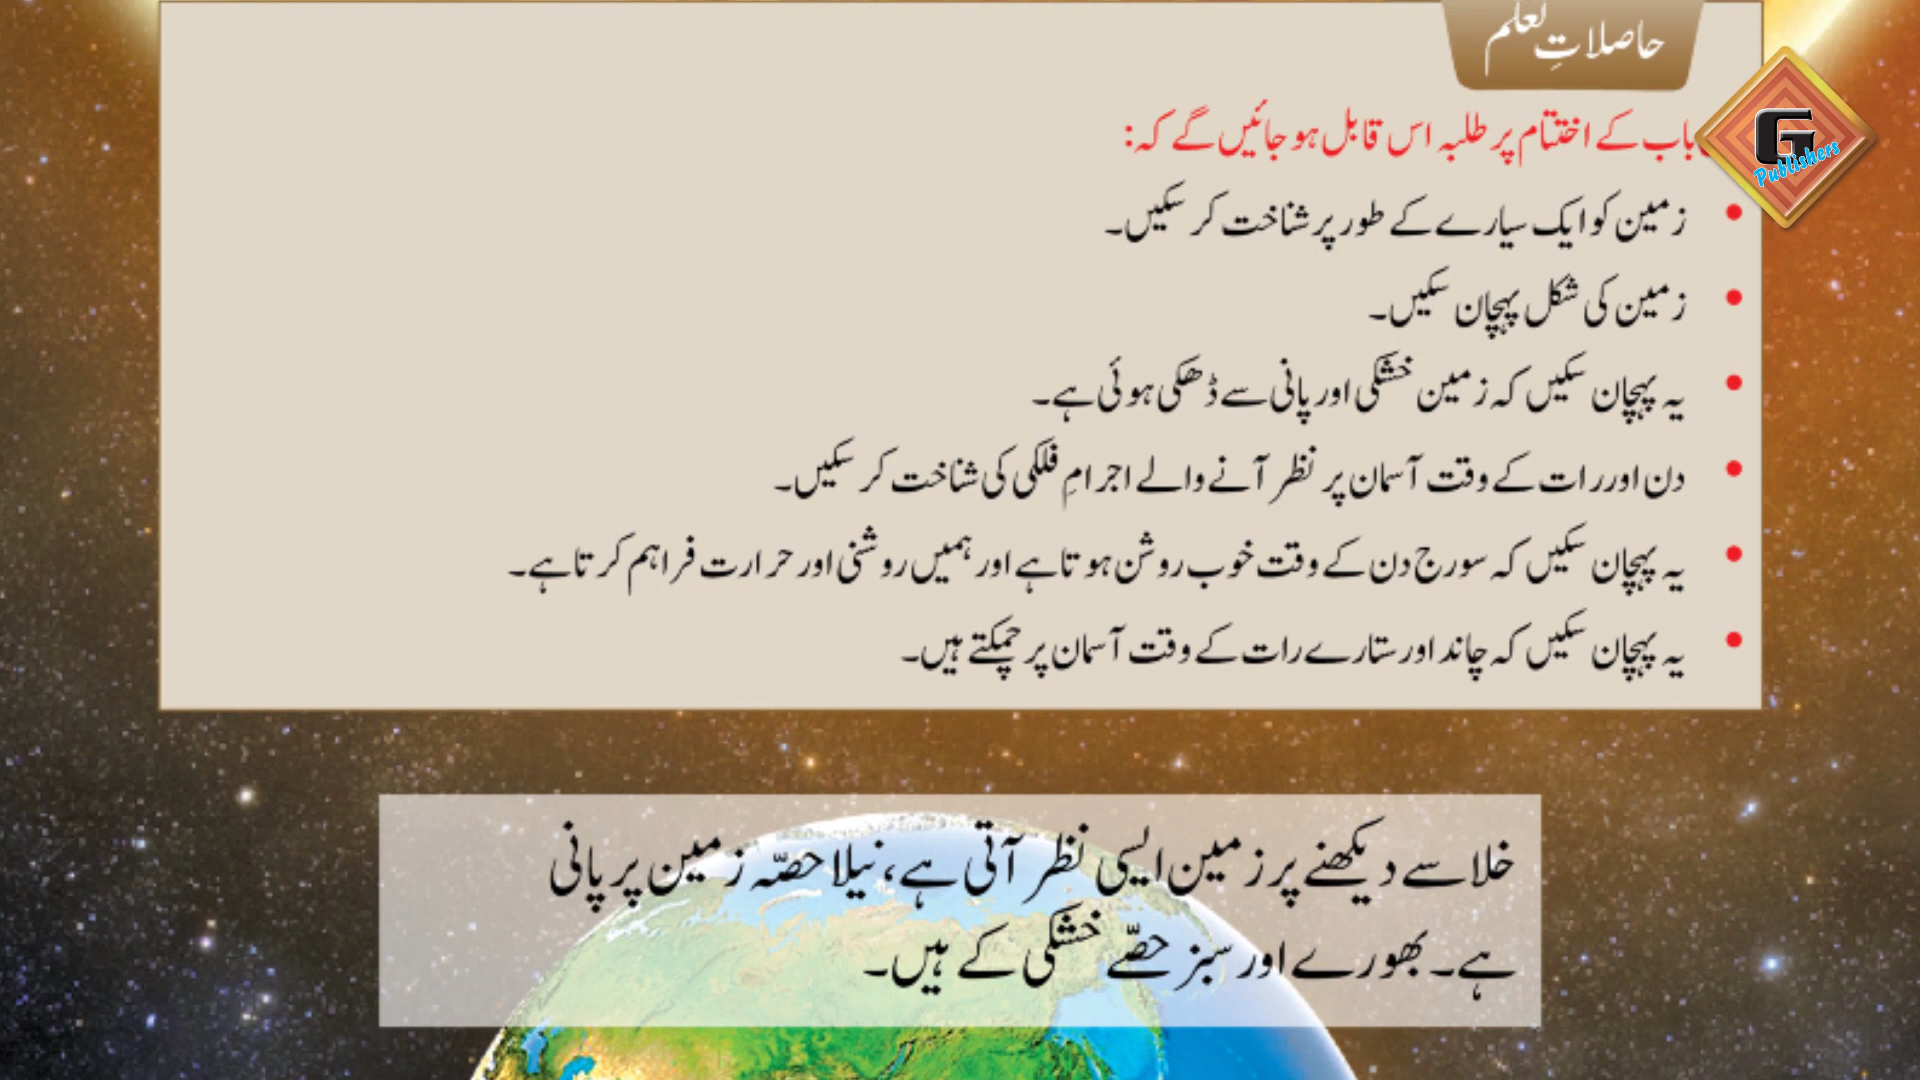 حاصلاتِ تعلم
باب کے اختتام پر طلبہ اس قابل ہو جائیں گے کہ:
G
Publishers
• زمین کو ایک سیارے کے طور پر شناخت کر سکیں۔
• زمین کی شکل پہچان سکیں۔
• یہ پہچان سکیں کہ زمین خشکی اور پانی سے ڈھکی ہوئی ہے۔
• دن اور رات کے وقت آسمان پر نظر آنے والے اجرامِ فلکی کی شناخت کر سکیں۔
• یہ پہچان سکیں کہ سورج دن کے وقت خوب روشن ہوتا ہے اور ہمیں روشنی اور حرارت فراہم کرتا ہے۔
• یہ پہچان سکیں کہ چاند اور ستارے رات کے وقت آسمان پر چمکتے ہیں۔
خلا سے دیکھنے پر زمین ایسی نظر آتی ہے، نیلا حصّہ زمین پر پانی
ہے۔ بھورے اور سبز حصّے خشکی کے ہیں۔